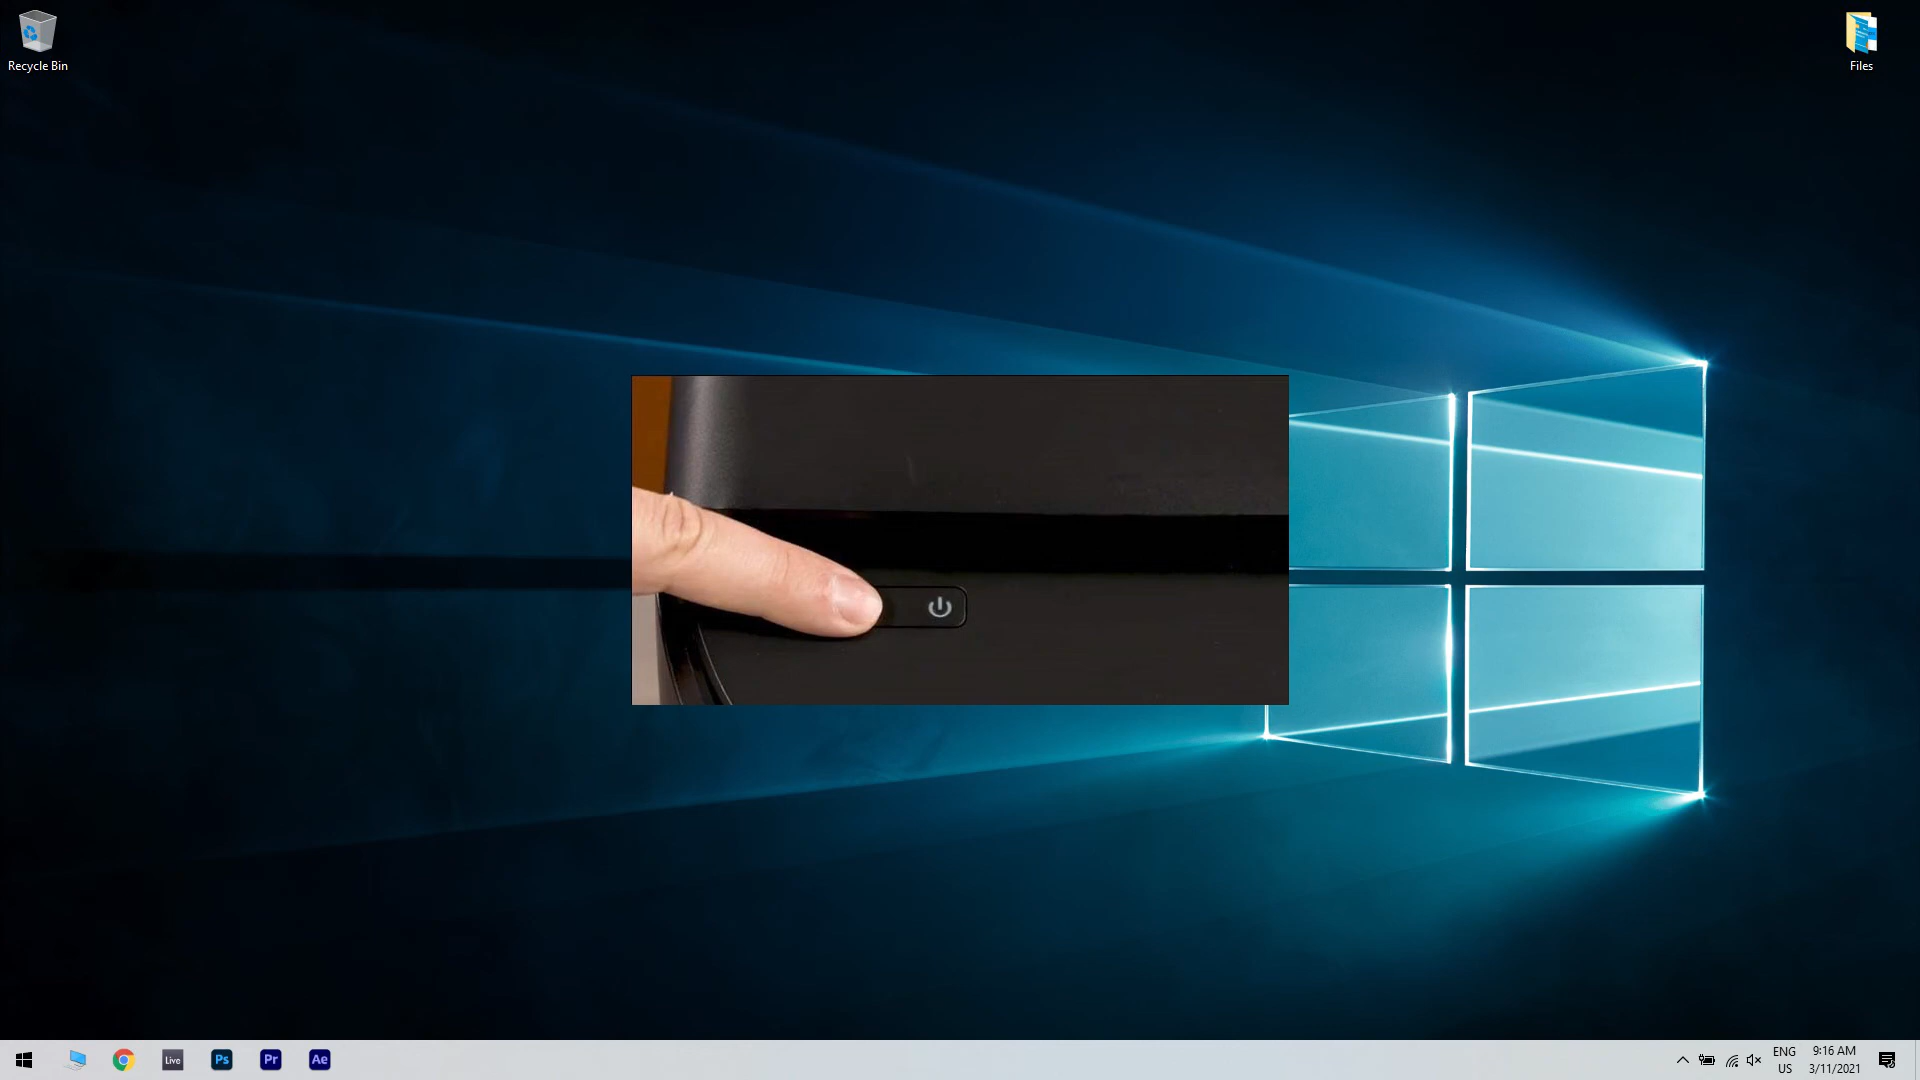 Recycle Bin
Files
Live
Ps
Pr
Ae
ENG
US
9:16 AM
3/11/2021